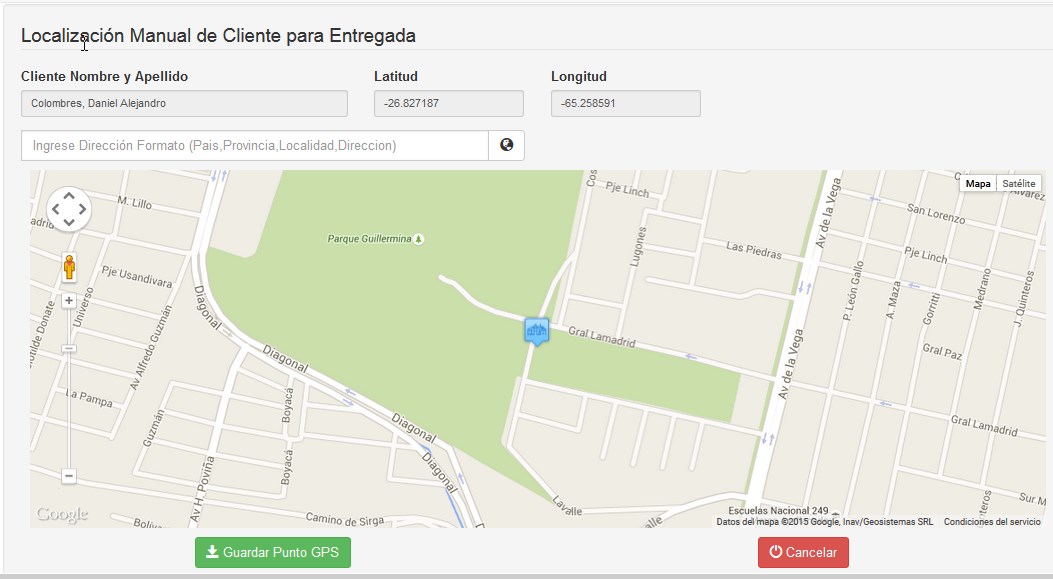 Localización Manual de Cliente para Entregada
Cliente Nombre y Apellido
Latitud
Longitud
Colombres, Daniel Alejandro
-26.827187
-65.258591
Ingrese Dirección Formato (Pais,Provincia,Localidad,Direccion)
Mapa
Satélite
M. Lillo
Pje Usandivara
Universo
Av Alfredo Guzmán
La Pampa
Guzmán
Av H. Poviña
Boyacá
Boyacá
Camino de Sirga
Diagonal
Diagonal
Diagonal
Diagonal
Parque Guillermina
Pje Linch
Lugones
Las Piedras
Gral Lamadrid
Av de la Vega
Av de la Vega
San Lorenzo
Pje Linch
P. León Gallo
A. Maza
Gorriti
Medrano
J. Quinteros
Gral Paz
Gral Lamadrid
Lavalle
Escuelas Nacional 249
Google
Datos del mapa ©2015 Google, Inav/Geosistemas SRL
Condiciones del servicio
Guardar Punto GPS
Cancelar